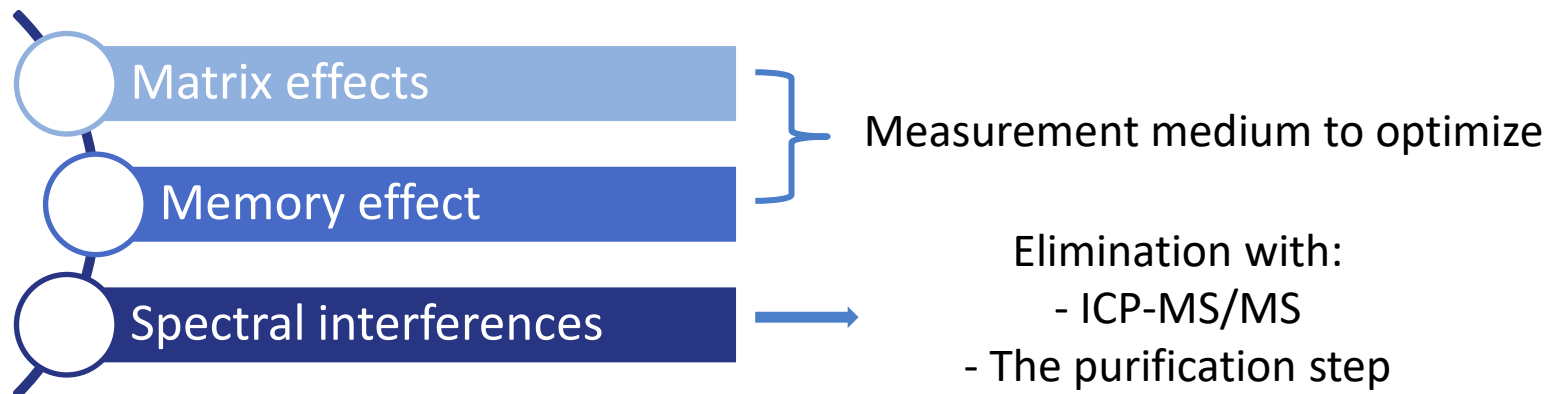 Matrix effects
Memory effect
Spectral interferences
Measurement medium to optimize
Elimination with:
- ICP-MS/MS
- The purification step